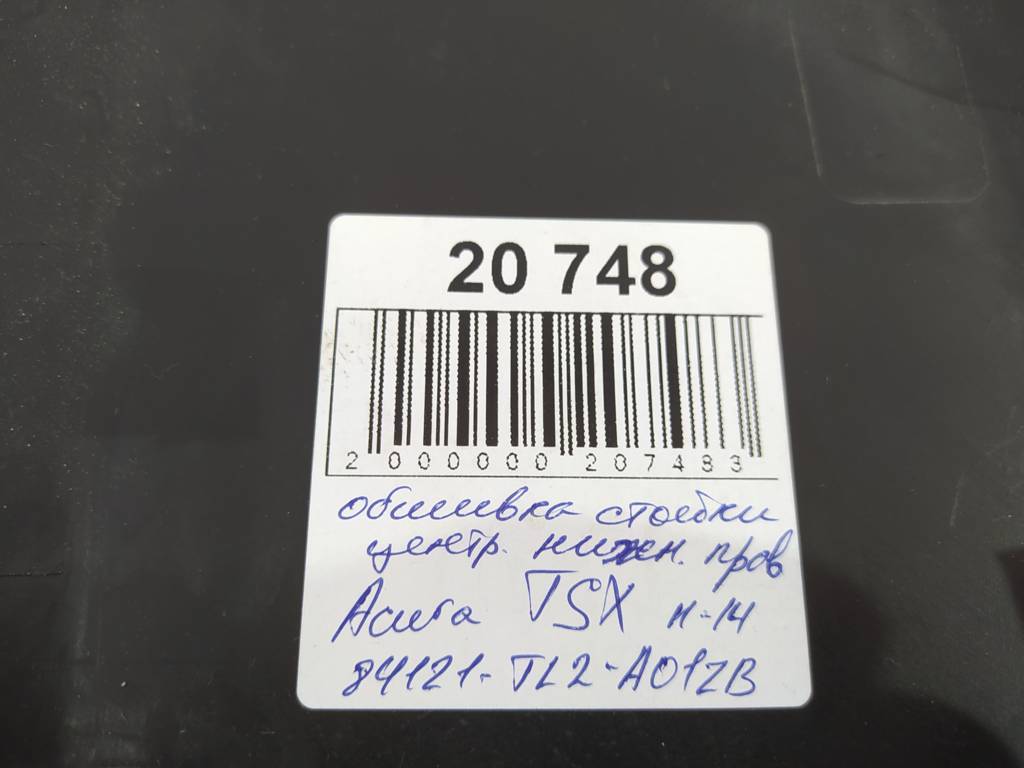 20 748
2 000000 207483
обшивка стойки
центр. нижн. прав
Acura TSX 11-14
84121-TL2-A01ZB